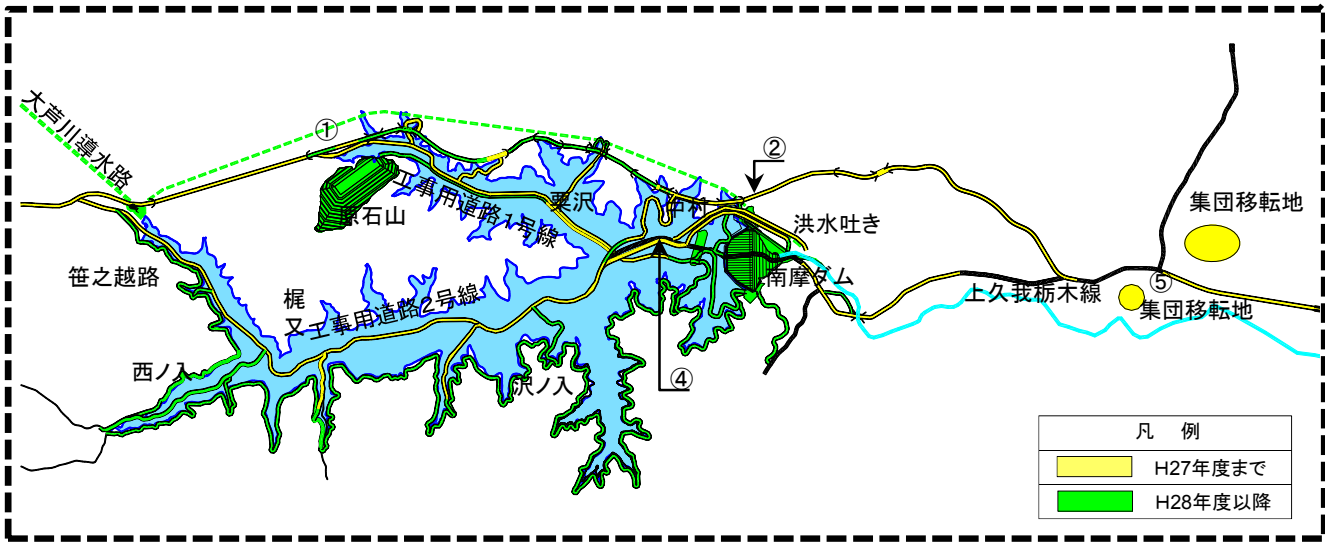 大芦川導水路
①
②
集団移転地
工事用道路1号線
粟沢
原石山
洪水吐き
笹之越路
南摩ダム
⑤
上久我栃木線
集団移転地
梶
又
工事用道路2号線
西ノ入
沢ノ入
④
凡 例
H27年度まで
H28年度以降